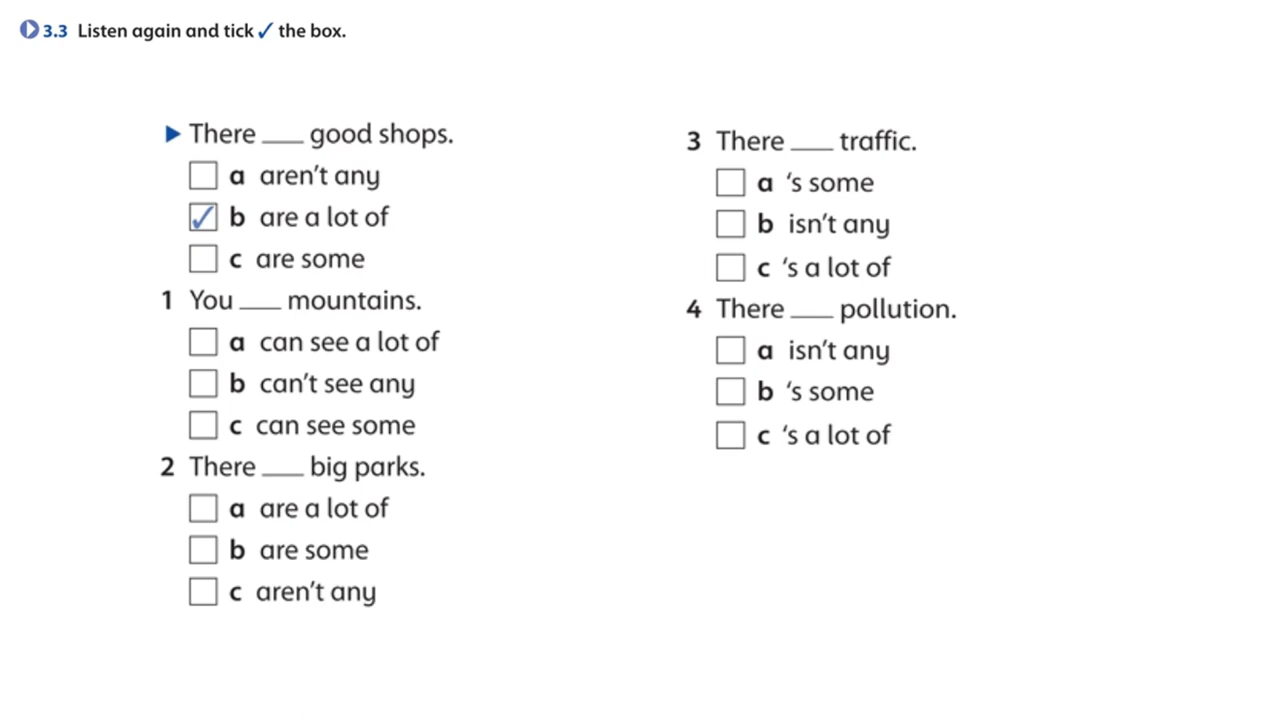 3.3 Listen again and tick ✓ the box.
There ___ good shops.
a aren't any
✓ b are a lot of
c are some
1 You ___ mountains.
a can see a lot of
b can't see any
c can see some
2 There ___ big parks.
a are a lot of
b are some
c aren't any
3 There ___ traffic.
a 's some
b isn't any
c 's a lot of
4 There ___ pollution.
a isn't any
b 's some
c 's a lot of